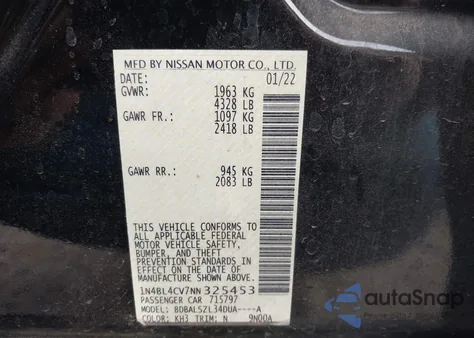 MFD BY NISSAN MOTOR CO., LTD.
DATE: 01/22
GVWR: 1963 KG
4328 LB
GAWR FR.: 1097 KG
2418 LB
GAWR RR.: 945 KG
2083 LB
THIS VEHICLE CONFORMS TO
ALL APPLICABLE FEDERAL
MOTOR VEHICLE SAFETY,
BUMPER, AND THEFT
PREVENTION STANDARDS IN
EFFECT ON THE DATE OF
MANUFACTURE SHOWN ABOVE.
1N4BL4CV7NN325453
PASSENGER CAR 715797
MODEL: BDBALSZL34DUA----A
COLOR: KH3 TRIM: N 9N00A
autoSnap